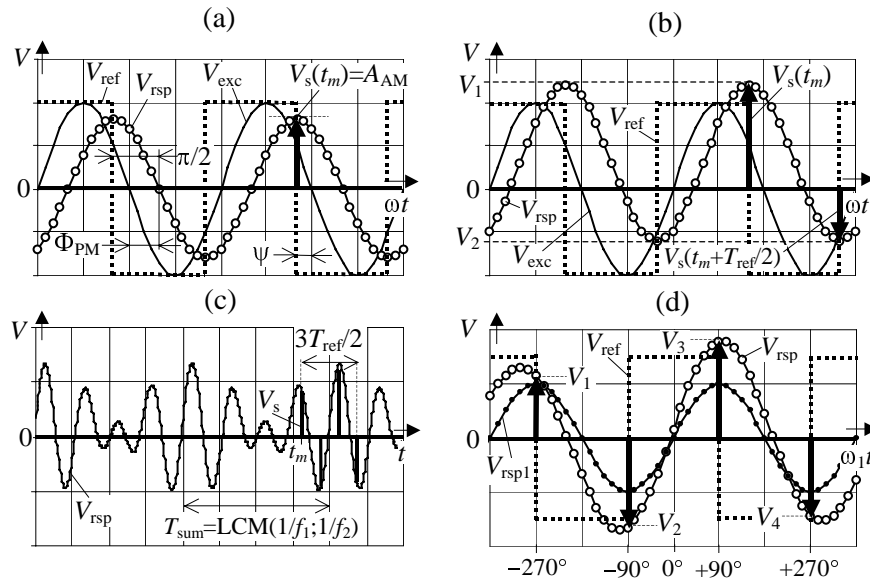 (a)
V
V_ref
V_rsp
V_exc
V_s(t_m)=A_AM
π/2
0
ωt
Φ_PM
ψ
(b)
V
V_1
V_s(t_m)
V_ref
0
ωt
V_rsp
V_2
V_exc
V_s(t_m+T_ref/2)
(c)
V
3T_ref/2
V_s
0
t_m
t
V_rsp
T_sum=LCM(1/f_1;1/f_2)
(d)
V
V_ref
V_3
V_rsp
V_1
0
V_rsp1
ω_1t
V_2
V_4
−270°
−90°
0°
+90°
+270°